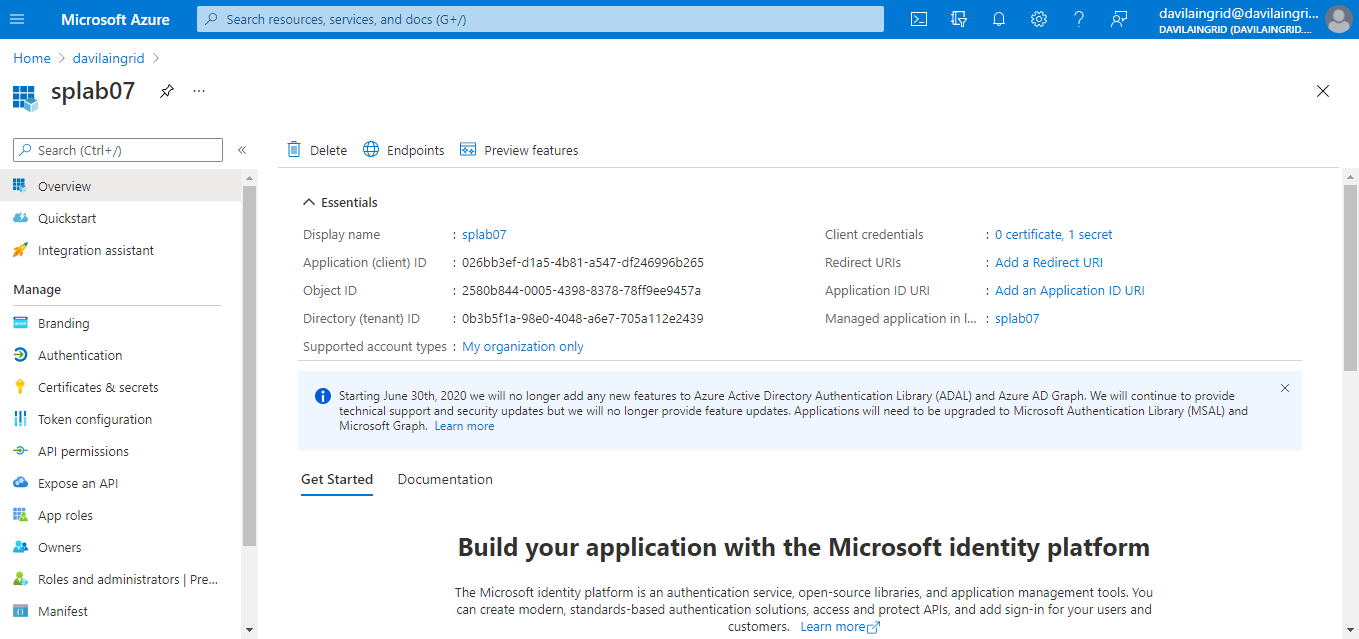 Microsoft Azure
Search resources, services, and docs (G+/)
davilaingrid@davilaingri...
DAVILAINGRID (DAVILAINGRID....
Home > davilaingrid >
splab07
...
Search (Ctrl+/)
«
Overview
Quickstart
Integration assistant
Manage
Branding
Authentication
Certificates & secrets
Token configuration
API permissions
Expose an API
App roles
Owners
Roles and administrators | Pre...
Manifest
Delete
Endpoints
Preview features
Essentials
Display name : splab07
Application (client) ID : 026bb3ef-d1a5-4b81-a547-df246996b265
Object ID : 2580b844-0005-4398-8378-78ff9ee9457a
Directory (tenant) ID : 0b3b5f1a-98e0-4048-a6e7-705a112e2439
Supported account types : My organization only
Client credentials : 0 certificate, 1 secret
Redirect URIs : Add a Redirect URI
Application ID URI : Add an Application ID URI
Managed application in l... : splab07
Starting June 30th, 2020 we will no longer add any new features to Azure Active Directory Authentication Library (ADAL) and Azure AD Graph. We will continue to provide
technical support and security updates but we will no longer provide feature updates. Applications will need to be upgraded to Microsoft Authentication Library (MSAL) and
Microsoft Graph. Learn more
Get Started
Documentation
Build your application with the Microsoft identity platform
The Microsoft identity platform is an authentication service, open-source libraries, and application management tools. You
can create modern, standards-based authentication solutions, access and protect APIs, and add sign-in for your users and
customers. Learn more